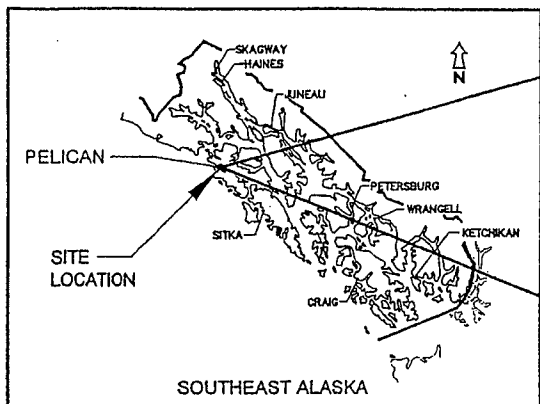 SKAGWAY
HAINES
N
JUNEAU
PELICAN
PETERSBURG
WRANGELL
SITKA
KETCHIKAN
SITE
LOCATION
CRAIG
SOUTHEAST ALASKA